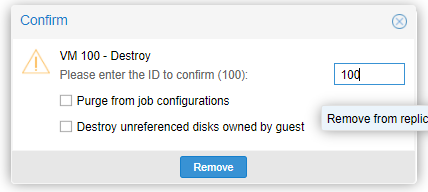 Confirm
VM 100 - Destroy
Please enter the ID to confirm (100):
100
Purge from job configurations
Remove from
Destroy unreferenced disks owned by guest
Remove